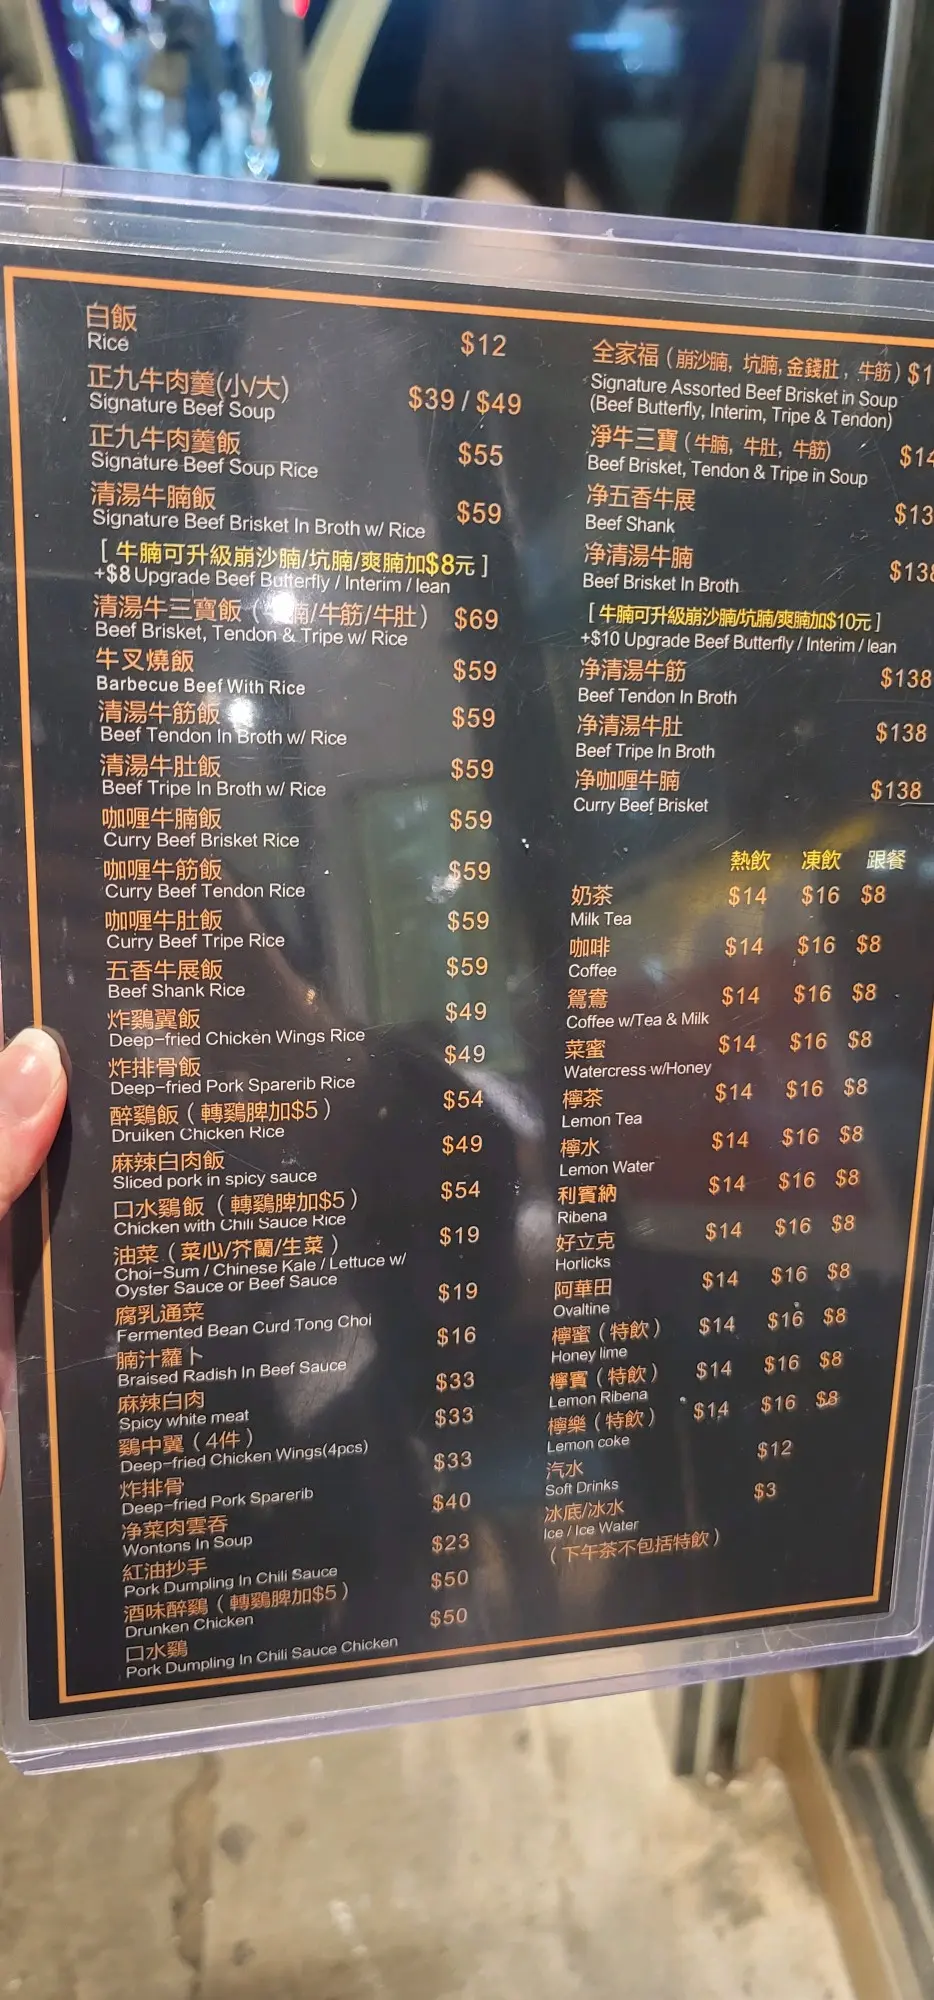 白飯 $12
Rice
正九牛肉羹(小/大) $39 / $49
Signature Beef Soup
正九牛肉羹飯 $55
Signature Beef Soup Rice
清湯牛腩飯 $59
Signature Beef Brisket In Broth w/ Rice
[ 牛腩可升級崩沙腩/坑腩/爽腩加$8元 ]
+$8 Upgrade Beef Butterfly / Interim / lean
清湯牛三寶飯 ( 腩/牛筋/牛肚 ) $69
Beef Brisket, Tendon & Tripe w/ Rice
牛叉燒飯 $59
Barbecue Beef With Rice
清湯牛筋飯 $59
Beef Tendon In Broth w/ Rice
清湯牛肚飯 $59
Beef Tripe In Broth w/ Rice
咖喱牛腩飯 $59
Curry Beef Brisket Rice
咖喱牛筋飯 $59
Curry Beef Tendon Rice
咖喱牛肚飯 $59
Curry Beef Tripe Rice
五香牛展飯 $59
Beef Shank Rice
炸鷄翼飯 $49
Deep-fried Chicken Wings Rice
炸排骨飯 $49
Deep-fried Pork Sparerib Rice
醉鷄飯 ( 轉鷄脾加$5 ) $54
Druiken Chicken Rice
麻辣白肉飯 $49
Sliced pork in spicy sauce
口水鷄飯 ( 轉鷄脾加$5 ) $54
Chicken with Chili Sauce Rice
油菜 ( 菜心/芥蘭/生菜 ) $19
Choi-Sum / Chinese Kale / Lettuce w/
Oyster Sauce or Beef Sauce
腐乳通菜 $19
Fermented Bean Curd Tong Choi
腩汁蘿卜 $16
Braised Radish In Beef Sauce
麻辣白肉 $33
Spicy white meat
鷄中翼 ( 4件 ) $33
Deep-fried Chicken Wings(4pcs)
炸排骨 $33
Deep-fried Pork Sparerib
净菜肉雲吞 $40
Wontons In Soup
紅油抄手 $23
Pork Dumpling In Chili Sauce
酒味醉鷄 ( 轉鷄脾加$5 ) $50
Drunken Chicken
口水鷄 $50
Pork Dumpling In Chili Sauce Chicken
全家福 ( 崩沙腩, 坑腩, 金錢肚 , 牛筋 )
Signature Assorted Beef Brisket in Soup
(Beef Butterfly, Interim, Tripe & Tendon)
淨牛三寶 ( 牛腩, 牛肚, 牛筋)
Beef Brisket, Tendon & Tripe in Soup
净五香牛展
Beef Shank
净清湯牛腩 $138
Beef Brisket In Broth
[ 牛腩可升級崩沙腩/坑腩/爽腩加$10元 ]
+$10 Upgrade Beef Butterfly / Interim / lean
净清湯牛筋 $138
Beef Tendon In Broth
净清湯牛肚 $138
Beef Tripe In Broth
净咖喱牛腩 $138
Curry Beef Brisket
熱飲 凍飲 跟餐
奶茶 $14 $16 $8
Milk Tea
咖啡 $14 $16 $8
Coffee
鴛鴦 $14 $16 $8
Coffee w/Tea & Milk
菜蜜 $14 $16 $8
Watercress w/Honey
檸茶 $14 $16 $8
Lemon Tea
檸水 $14 $16 $8
Lemon Water
利賓納 $14 $16 $8
Ribena
好立克 $14 $16 $8
Horlicks
阿華田 $14 $16 $8
Ovaltine
檸蜜 ( 特飲 ) $14 $16 $8
Honey lime
檸賓 ( 特飲 ) $14 $16 $8
Lemon Ribena
檸樂 ( 特飲 ) $14 $16 $8
Lemon coke
汽水 $12
Soft Drinks
冰底/冰水 $3
Ice / Ice Water
( 下午茶不包括特飲 )